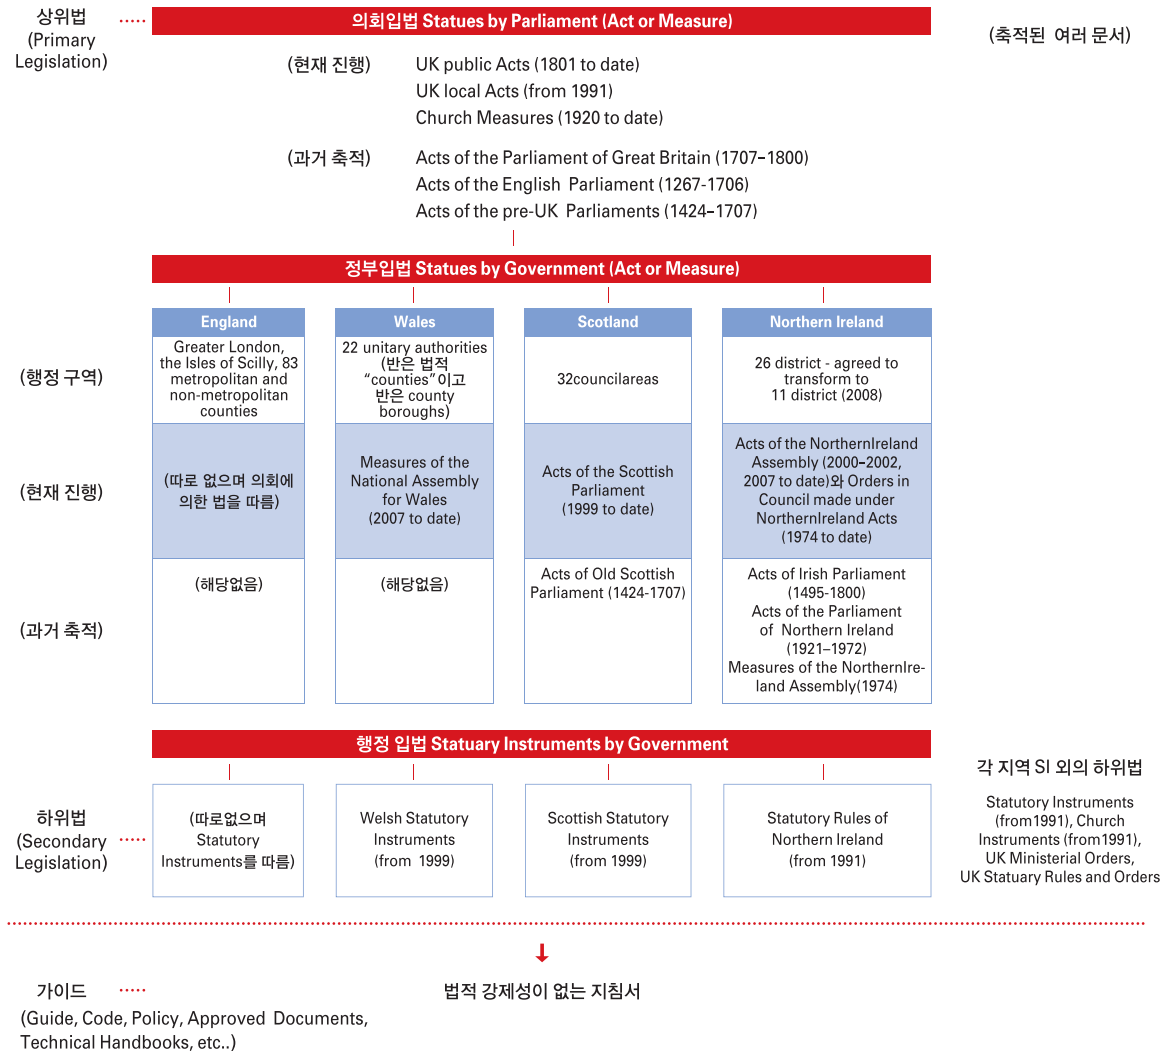 상위법
(Primary
Legislation)
의회입법 Statues by Parliament (Act or Measure)
(축적된 여러 문서)
(현재 진행)
UK public Acts (1801 to date)
UK local Acts (from 1991)
Church Measures (1920 to date)
(과거 축적)
Acts of the Parliament of Great Britain (1707–1800)
Acts of the English Parliament (1267-1706)
Acts of the pre-UK Parliaments (1424–1707)
정부입법 Statues by Government (Act or Measure)
England
Wales
Scotland
Northern Ireland
(행정 구역)
Greater London,
the Isles of Scilly, 83
metropolitan and
non-metropolitan
counties
22 unitary authorities
(반은 법적
“counties”이고
반은 county
boroughs)
32councilareas
26 district - agreed to
transform to
11 district (2008)
(현재 진행)
(따로 없으며 의회에
의한 법을 따름)
Measures of the
National Assembly
for Wales
(2007 to date)
Acts of the Scottish
Parliament
(1999 to date)
Acts of the NorthernIreland
Assembly (2000–2002,
2007 to date)와 Orders in
Council made under
NorthernIreland Acts
(1974 to date)
(과거 축적)
(해당없음)
(해당없음)
Acts of Old Scottish
Parliament (1424-1707)
Acts of Irish Parliament
(1495-1800)
Acts of the Parliament
of Northern Ireland
(1921–1972)
Measures of the NorthernIre-
land Assembly(1974)
행정 입법 Statuary Instruments by Government
하위법
(Secondary
Legislation)
(따로없으며
Statutory
Instruments를 따름)
Welsh Statutory
Instruments
(from 1999)
Scottish Statutory
Instruments
(from 1999)
Statutory Rules of
Northern Ireland
(from 1991)
각 지역 SI 외의 하위법
Statutory Instruments
(from1991), Church
Instruments (from1991),
UK Ministerial Orders,
UK Statuary Rules and Orders
가이드
(Guide, Code, Policy, Approved Documents,
Technical Handbooks, etc..)
법적 강제성이 없는 지침서